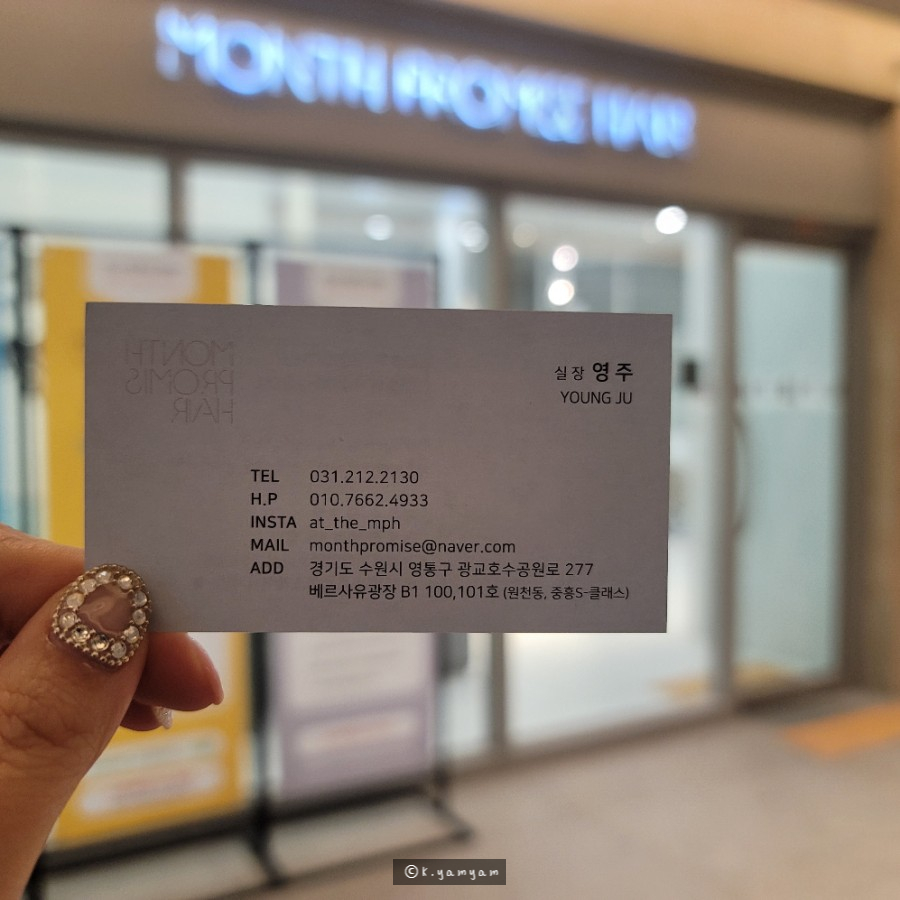 MONTH PROMISE HAIR
MONTH
PROMIS
HAIR
실장 영주
YOUNG JU
TEL 031.212.2130
H.P 010.7662.4933
INSTA at_the_mph
MAIL monthpromise@naver.com
ADD 경기도 수원시 영통구 광교호수공원로 277
베르사유광장 B1 100,101호 (원천동, 중흥S-클래스)
©k.yamyam